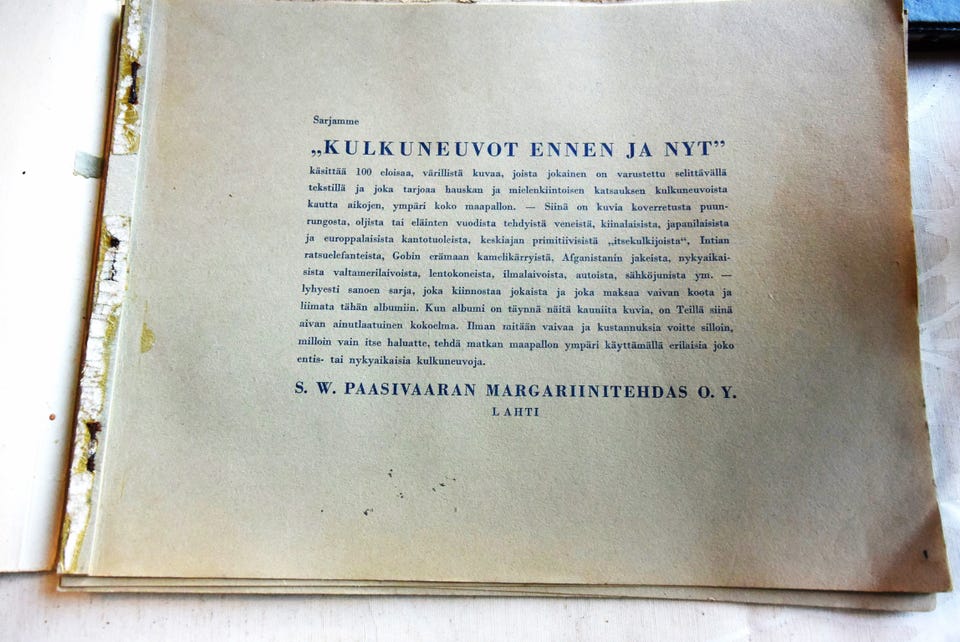 Sarjamme
„KULKUNEUVOT ENNEN JA NYT”
käsittää 100 eloisaa, värillistä kuvaa, joista jokainen on varustettu selittävällä
tekstillä ja joka tarjoaa hauskan ja mielenkiintoisen katsauksen kulkuneuvoista
kautta aikojen, ympäri koko maapallon. — Siinä on kuvia koverretusta puun-
rungosta, oljista tai eläinten vuodista tehdyistä veneistä, kiinalaisista, japanilaisista
ja europpalaisista kantotuoleista, keskiajan primitiivisistä „itsekulkijoista“, Intian
ratsuelefanteista, Gobin erämaan kamelikärryistä, Afganistanin jakeista, nykyaikai-
sista valtamerilaivoista, lentokoneista, ilmalaivoista, autoista, sähköjunista ym. —
lyhyesti sanoen sarja, joka kiinnostaa jokaista ja joka maksaa vaivan koota ja
liimata tähän albumiin. Kun albumi on täynnä näitä kauniita kuvia, on Teillä siinä
aivan ainutlaatuinen kokoelma. Ilman mitään vaivaa ja kustannuksia voitte silloin,
milloin vain itse haluatte, tehdä matkan maapallon ympäri käyttämällä erilaisia joko
entis- tai nykyaikaisia kulkuneuvoja.
S. W. PAASIVAARAN MARGARIINITEHDAS O. Y.
LAHTI
1